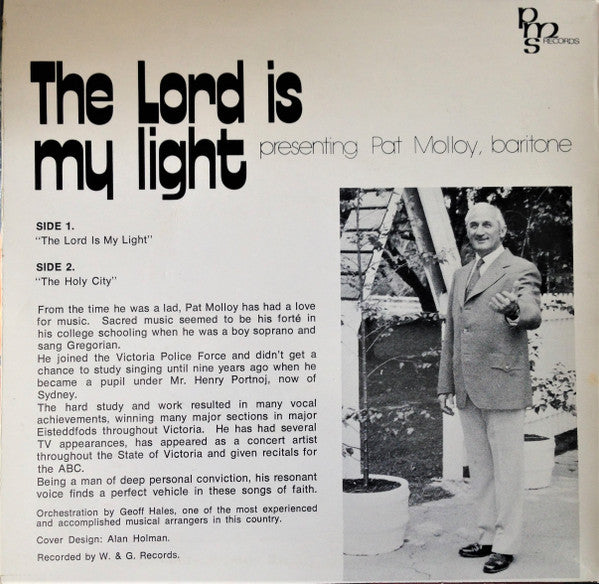 pms RECORDS
The Lord is
my light presenting Pat Molloy, baritone
SIDE 1.
"The Lord Is My Light"
SIDE 2.
"The Holy City"
From the time he was a lad, Pat Molloy has had a love
for music. Sacred music seemed to be his forté in
his college schooling when he was a boy soprano and
sang Gregorian.
He joined the Victoria Police Force and didn't get a
chance to study singing until nine years ago when he
became a pupil under Mr. Henry Portnoj, now of
Sydney.
The hard study and work resulted in many vocal
achievements, winning many major sections in major
Eisteddfods throughout Victoria. He has had several
TV appearances, has appeared as a concert artist
throughout the State of Victoria and given recitals for
the ABC.
Being a man of deep personal conviction, his resonant
voice finds a perfect vehicle in these songs of faith.
Orchestration by Geoff Hales, one of the most experienced
and accomplished musical arrangers in this country.
Cover Design: Alan Holman.
Recorded by W. & G. Records.